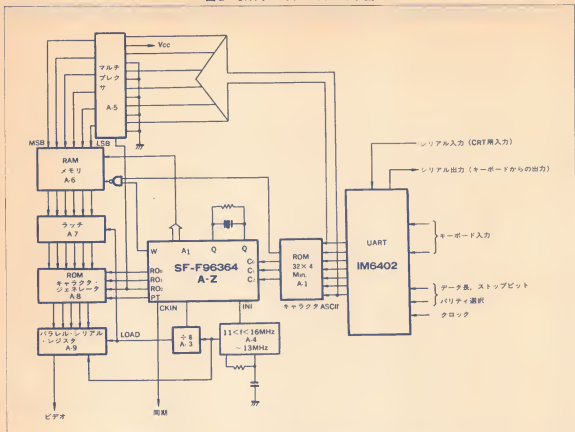 Vcc
マルチ
プレク
サ
A-5
MSB
LSB
RAM
メモリ
A-6
シリアル入力 (CRT用入力)
シリアル出力 (キーボードからの出力)
ラッチ
A7
W
A1
Q
Q
SF-F96364
A-Z
RO0
RO1
RO2
PT
CKIN
INI
C0
C1
C2
ROM
32×4
Min.
A-1
キャラクタ ASCII
UART
IM6402
キーボード入力
データ長, ストップビット
パリティ選択
クロック
ROM
キャラクタ・
ジェネレータ
A8
LOAD
÷8
A-3
11<f<16MHz
A-4
~13MHz
パラレル・シリアル
・レジスタ
A-9
ビデオ
同期